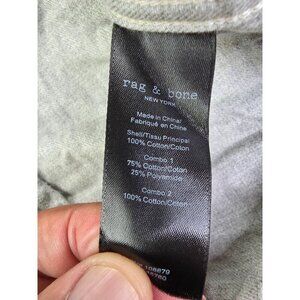 rag & bone
NEW YORK
Made in China/
Fabriqué en Chine
Shell/Tissu Principal
100% Cotton/Coton
Combo 1
75% Cotton/Coton
25% Polyamide
Combo 2
100% Cotton/Coton